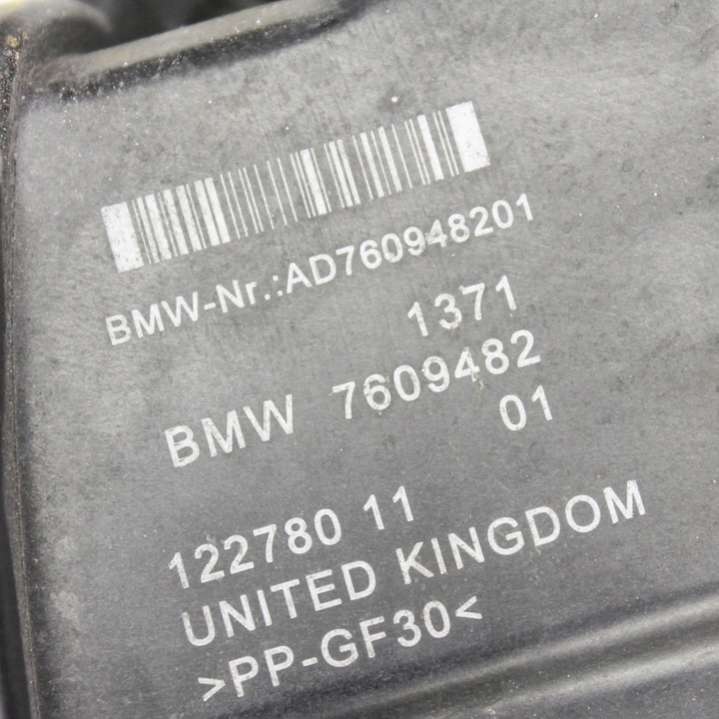 BMW-Nr.:AD760948201
1371
BMW 7609482
01
122780 11
UNITED KINGDOM
>PP-GF30<